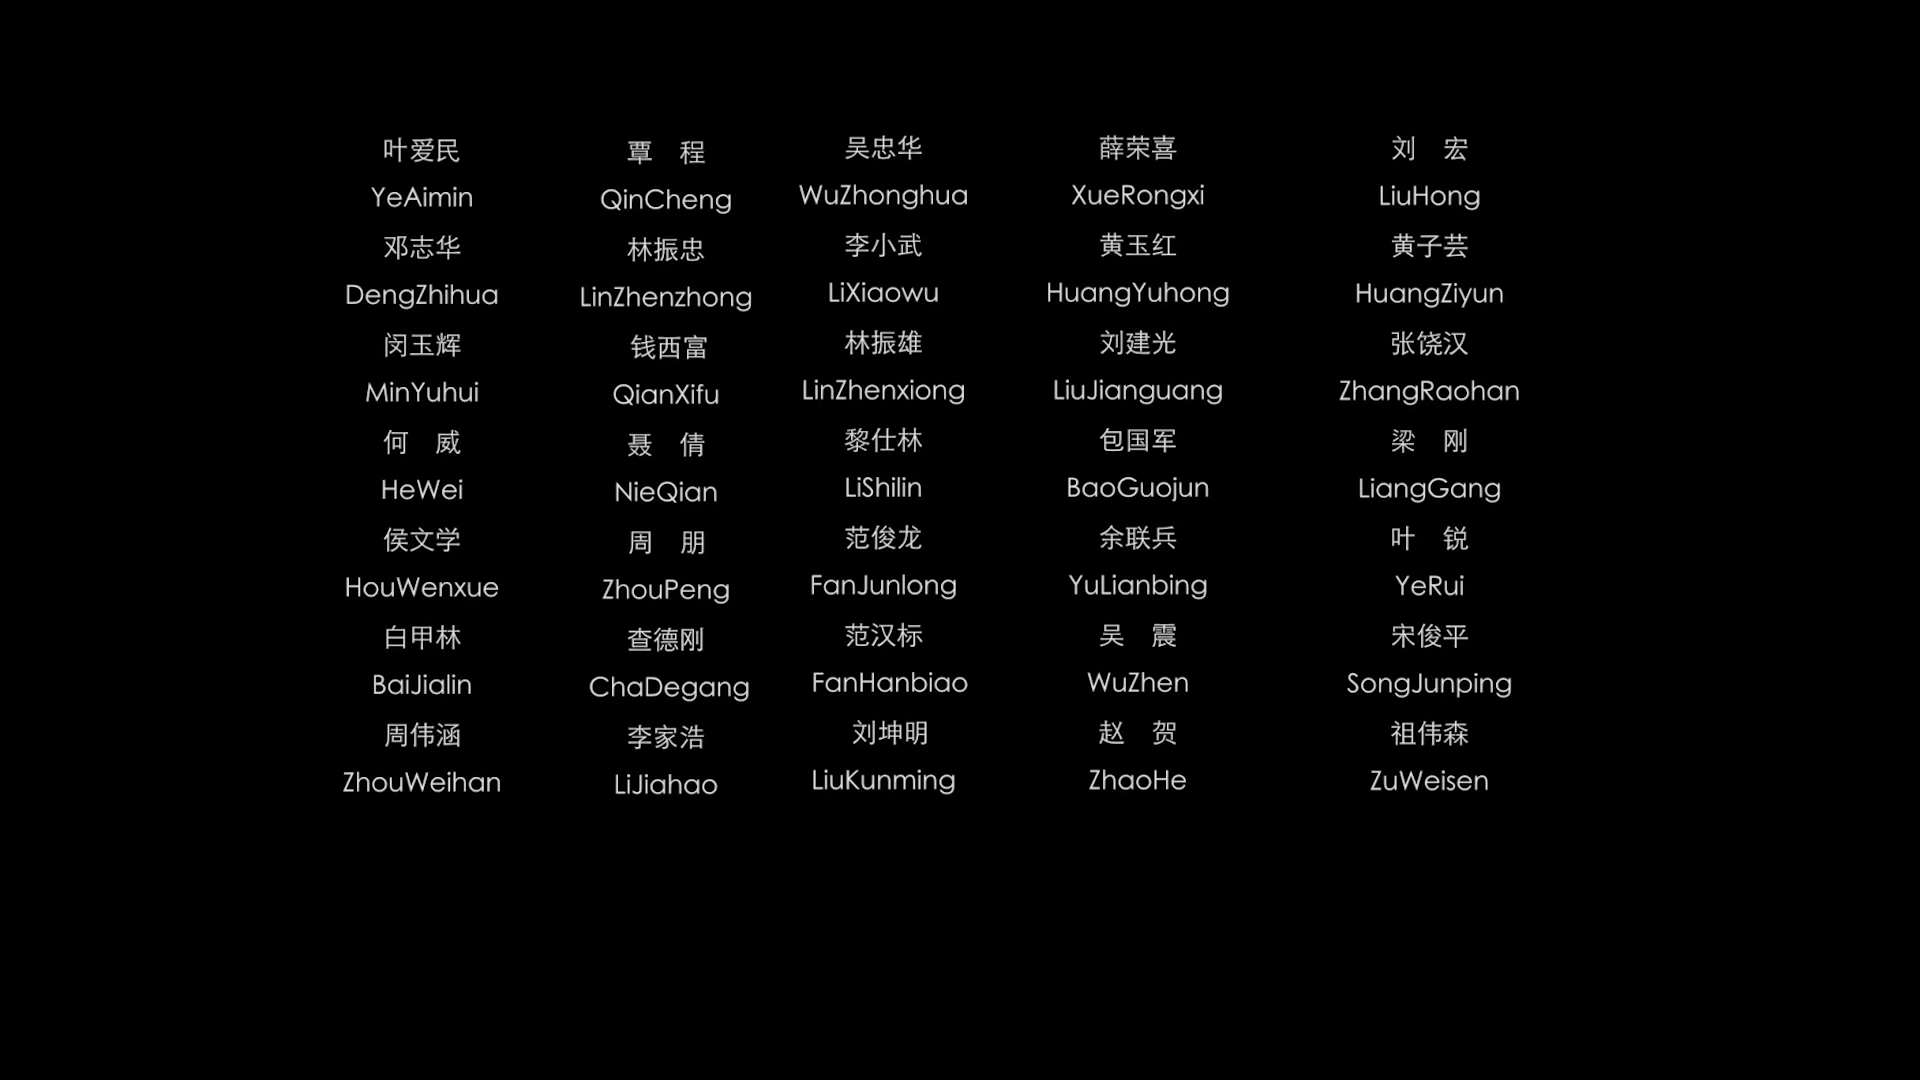 叶爱民 覃　程 吴忠华 薛荣喜 刘　宏
YeAimin QinCheng WuZhonghua XueRongxi LiuHong
邓志华 林振忠 李小武 黄玉红 黄子芸
DengZhihua LinZhenzhong LiXiaowu HuangYuhong HuangZiyun
闵玉辉 钱西富 林振雄 刘建光 张饶汉
MinYuhui QianXifu LinZhenxiong LiuJianguang ZhangRaohan
何　威 聂　倩 黎仕林 包国军 梁　刚
HeWei NieQian LiShilin BaoGuojun LiangGang
侯文学 周　朋 范俊龙 余联兵 叶　锐
HouWenxue ZhouPeng FanJunlong YuLianbing YeRui
白甲林 查德刚 范汉标 吴　震 宋俊平
BaiJialin ChaDegang FanHanbiao WuZhen SongJunping
周伟涵 李家浩 刘坤明 赵　贺 祖伟森
ZhouWeihan LiJiahao LiuKunming ZhaoHe ZuWeisen